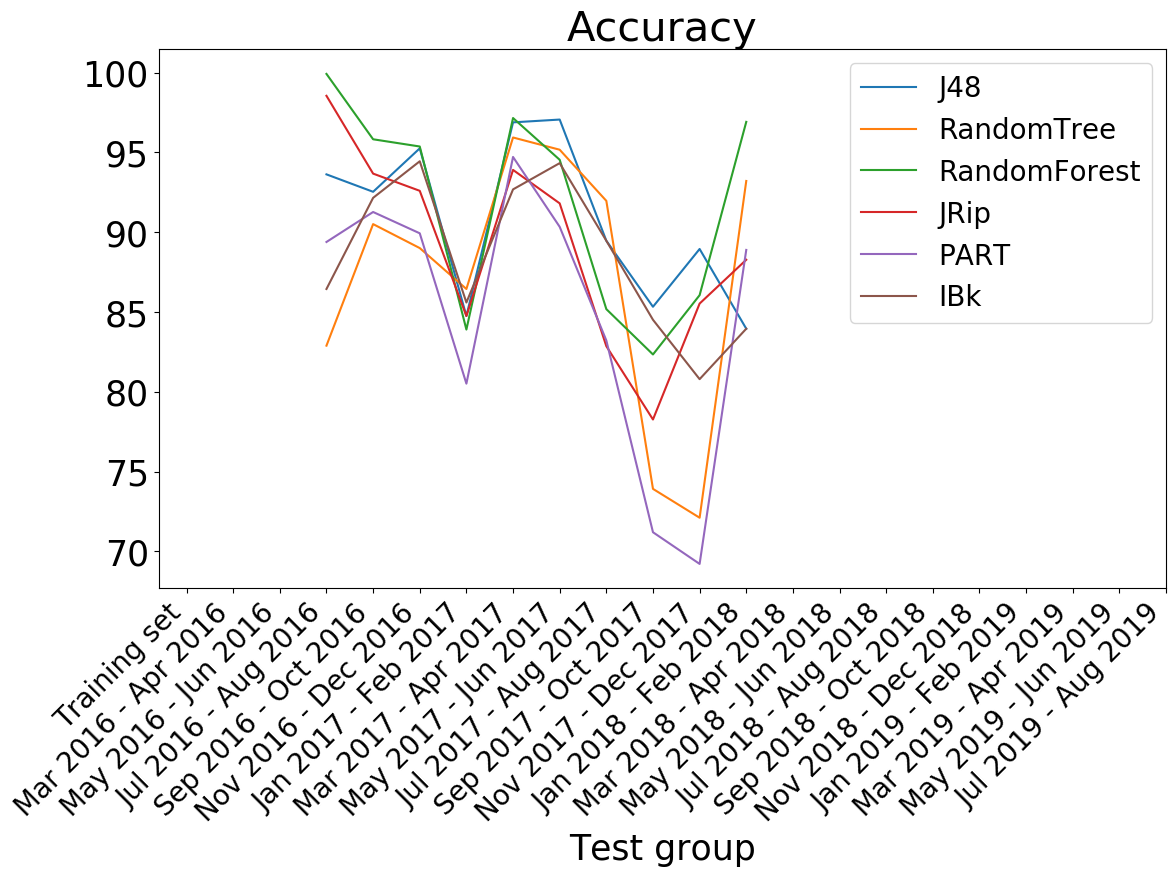 Accuracy
100
95
90
85
80
75
70
J48
RandomTree
RandomForest
JRip
PART
IBk
Training set
Mar 2016 - Apr 2016
May 2016 - Jun 2016
Jul 2016 - Aug 2016
Sep 2016 - Oct 2016
Nov 2016 - Dec 2016
Jan 2017 - Feb 2017
Mar 2017 - Apr 2017
May 2017 - Jun 2017
Jul 2017 - Aug 2017
Sep 2017 - Oct 2017
Nov 2017 - Dec 2017
Jan 2018 - Feb 2018
Mar 2018 - Apr 2018
May 2018 - Jun 2018
Jul 2018 - Aug 2018
Sep 2018 - Oct 2018
Nov 2018 - Dec 2018
Jan 2019 - Feb 2019
Mar 2019 - Apr 2019
May 2019 - Jun 2019
Jul 2019 - Aug 2019
Test group